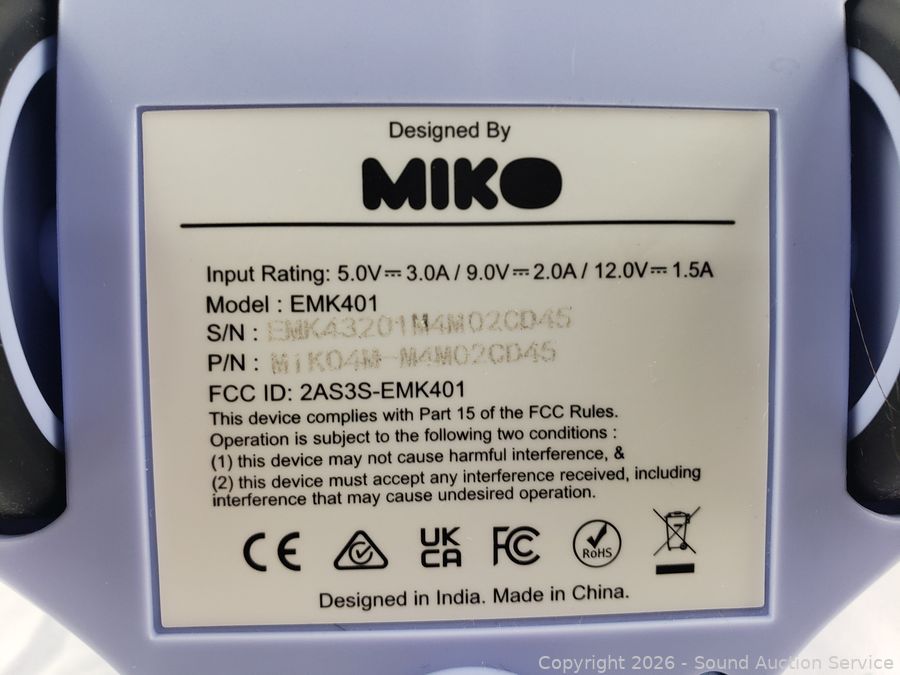 Designed By
MIKO
Input Rating: 5.0V⎓3.0A / 9.0V⎓2.0A / 12.0V⎓1.5A
Model : EMK401
S/N : EMK43201M4M02CD45
P/N : MIKO4M-M4M02CD45
FCC ID: 2AS3S-EMK401
This device complies with Part 15 of the FCC Rules.
Operation is subject to the following two conditions :
(1) this device may not cause harmful interference, &
(2) this device must accept any interference received, including
interference that may cause undesired operation.
CE UK CA FC RoHS
Designed in India. Made in China.
Copyright 2026 - Sound Auction Service